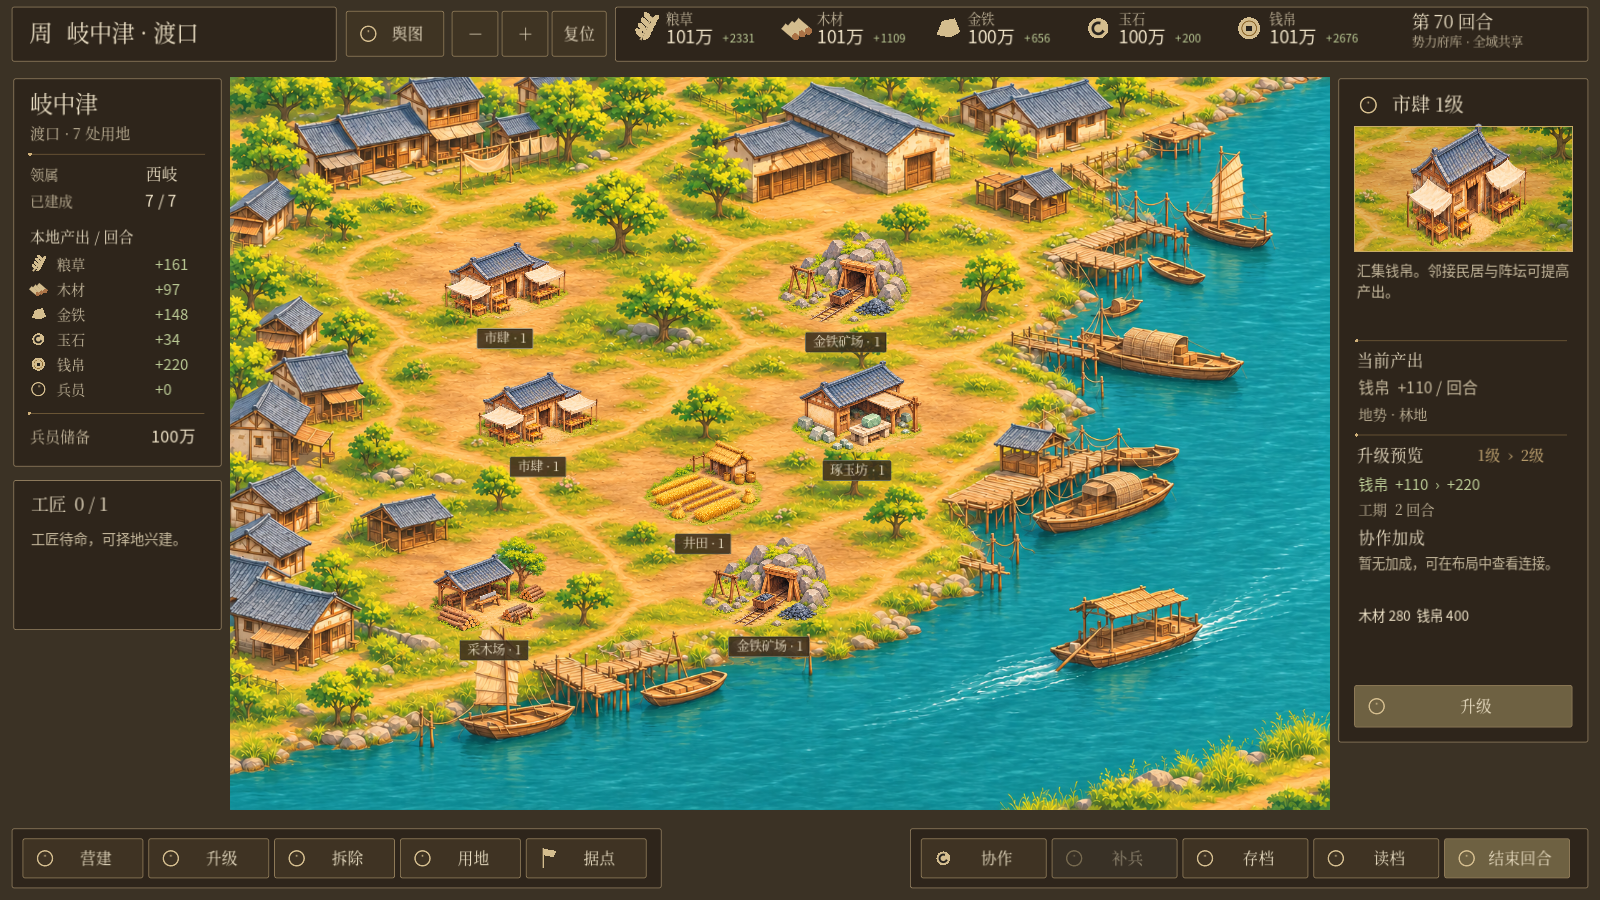 周 岐中津 · 渡口
舆图
－
＋
复位
粮草
101万 +2331
木材
101万 +1109
金铁
100万 +656
玉石
100万 +200
钱帛
101万 +2676
第 70 回合
势力府库 · 全域共享
岐中津
渡口 · 7 处用地
领属 西岐
已建成 7 / 7
本地产出 / 回合
粮草 +161
木材 +97
金铁 +148
玉石 +34
钱帛 +220
兵员 +0
兵员储备 100万
工匠 0 / 1
工匠待命，可择地兴建。
市肆 · 1
金铁矿场 · 1
市肆 · 1
琢玉坊 · 1
井田 · 1
采木场 · 1
金铁矿场 · 1
市肆 1级
汇集钱帛。邻接民居与阵坛可提高
产出。
当前产出
钱帛 +110 / 回合
地势 · 林地
升级预览 1级 › 2级
钱帛 +110 › +220
工期 2 回合
协作加成
暂无加成，可在布局中查看连接。
木材 280 钱帛 400
升级
营建
升级
拆除
用地
据点
协作
补兵
存档
读档
结束回合